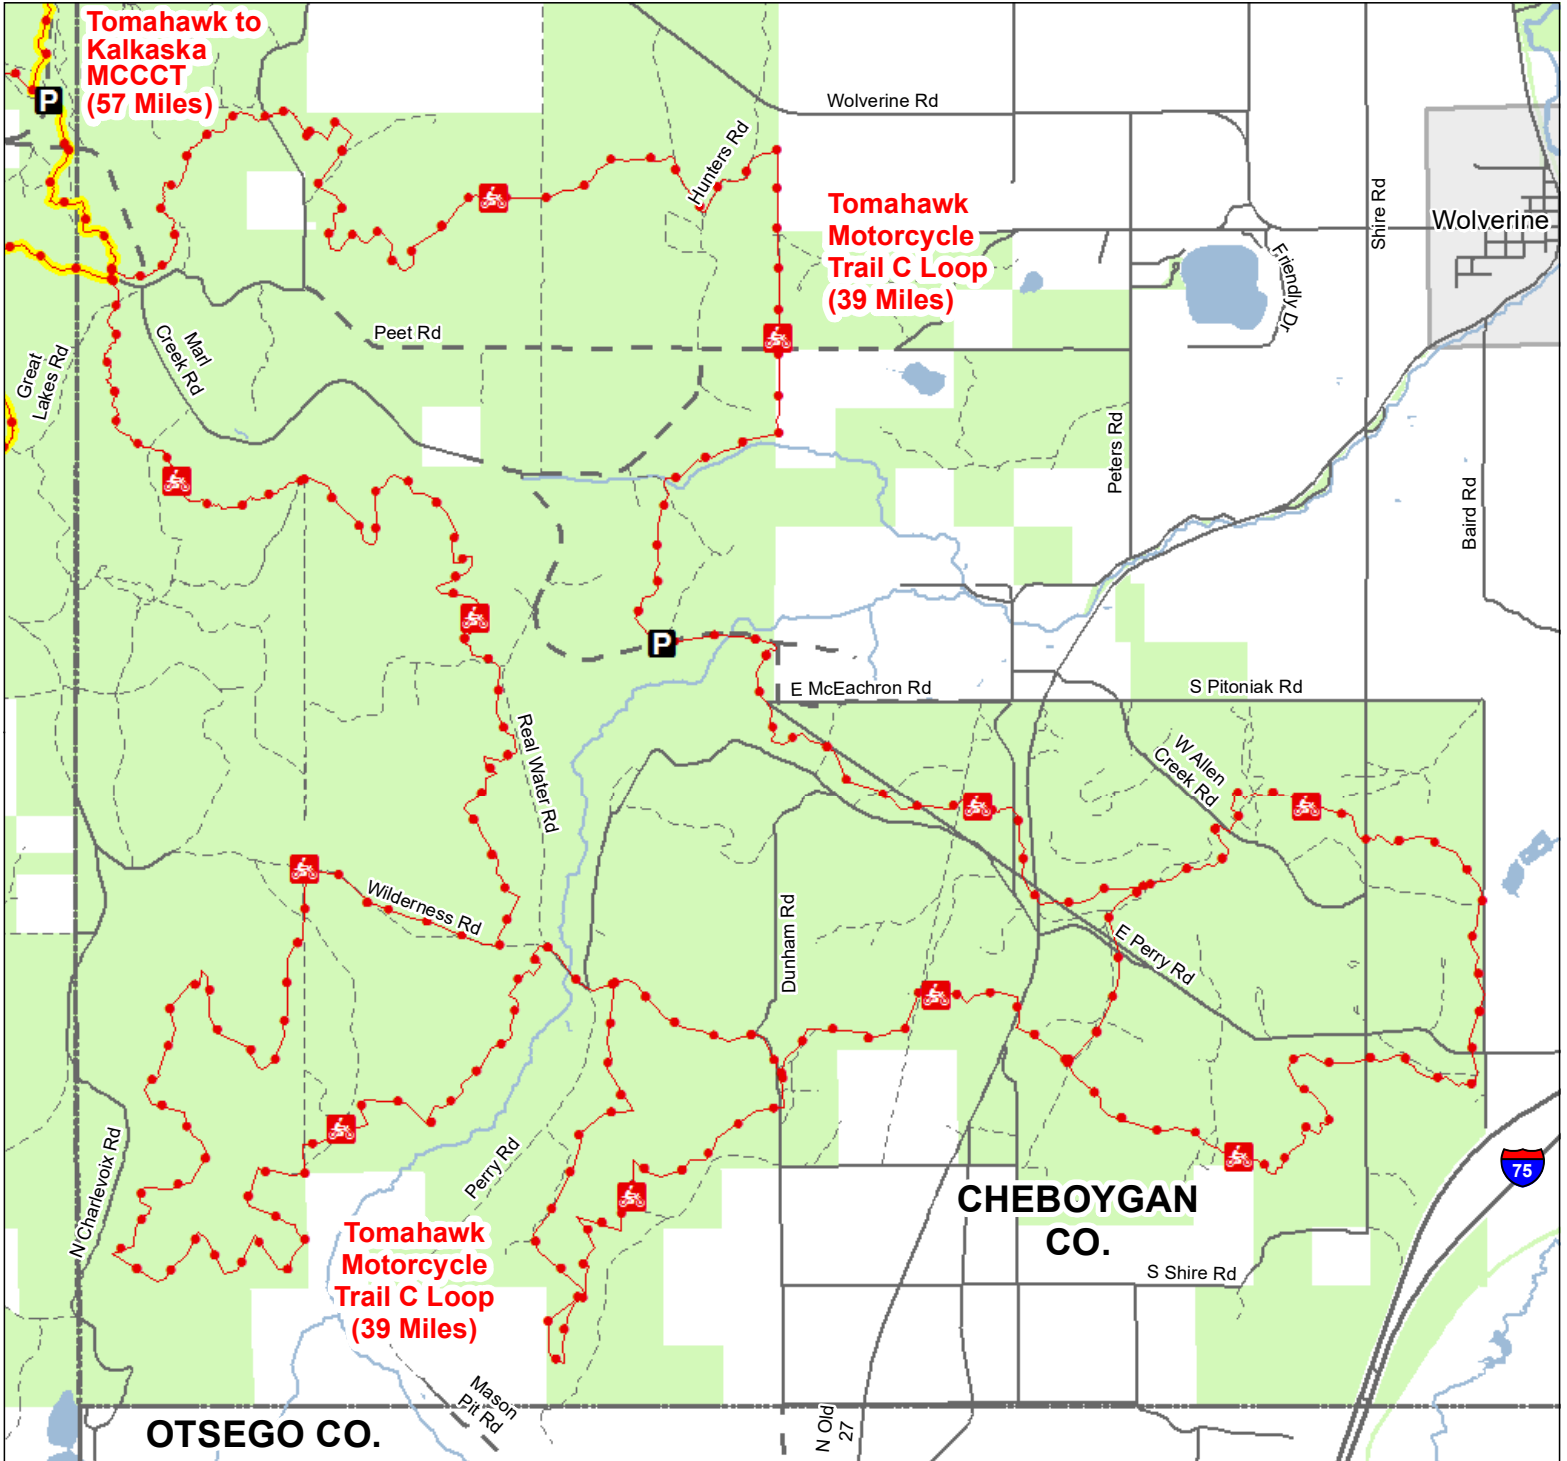 Tomahawk to
Kalkaska
MCCCT
(57 Miles)
P
Wolverine Rd
Hunters Rd
Shire Rd
Wolverine
Tomahawk
Motorcycle
Trail C Loop
(39 Miles)
Friendly Dr
Peet Rd
Marl
Creek Rd
Great
Lakes Rd
Peters Rd
Baird Rd
P
E McEachron Rd
S Pitoniak Rd
Real Water Rd
W Allen
Creek Rd
Wilderness Rd
Dunham Rd
E Perry Rd
N Charlevoix Rd
Perry Rd
75
CHEBOYGAN
CO.
Tomahawk
Motorcycle
Trail C Loop
(39 Miles)
S Shire Rd
Mason
Pit Rd
N Old
27
OTSEGO CO.